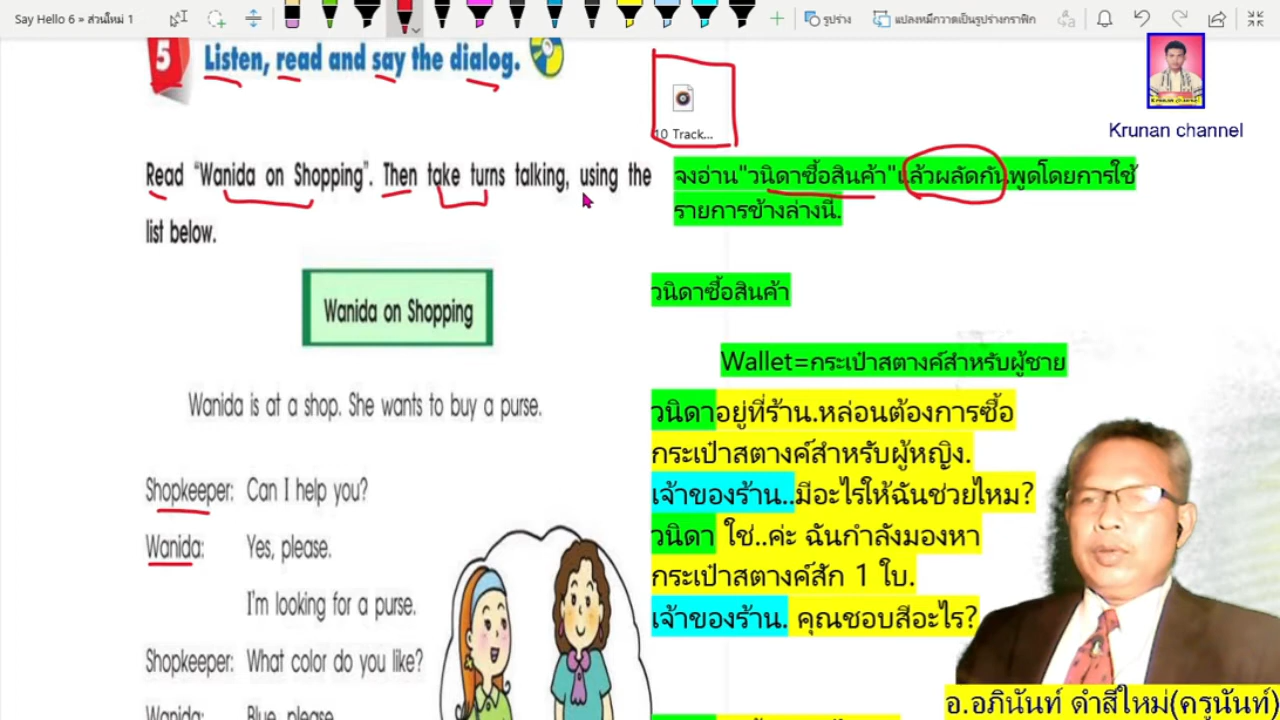 Say Hello 6 » ส่วนใหม่ 1
รูปร่าง
แปลงหมึกวาดเป็นรูปร่างกราฟิก
5 Listen, read and say the dialog.
10 Track...
Krunan channel
Read “Wanida on Shopping”. Then take turns talking, using the
list below.
จงอ่าน"วนิดาซื้อสินค้า"แล้วผลัดกันพูดโดยการใช้
รายการข้างล่างนี้.
Wanida on Shopping
วนิดาซื้อสินค้า
Wallet=กระเป๋าสตางค์สำหรับผู้ชาย
Wanida is at a shop. She wants to buy a purse.
Shopkeeper: Can I help you?
Wanida: Yes, please.
I'm looking for a purse.
Shopkeeper: What color do you like?
Wanida: Blue, please
วนิดาอยู่ที่ร้าน.หล่อนต้องการซื้อ
กระเป๋าสตางค์สำหรับผู้หญิง.
เจ้าของร้าน..มีอะไรให้ฉันช่วยไหม?
วนิดา ใช่..ค่ะ ฉันกำลังมองหา
กระเป๋าสตางค์สัก 1 ใบ.
เจ้าของร้าน. คุณชอบสีอะไร?
อ.อภินันท์ ดำสีใหม่(ครูนันท์)